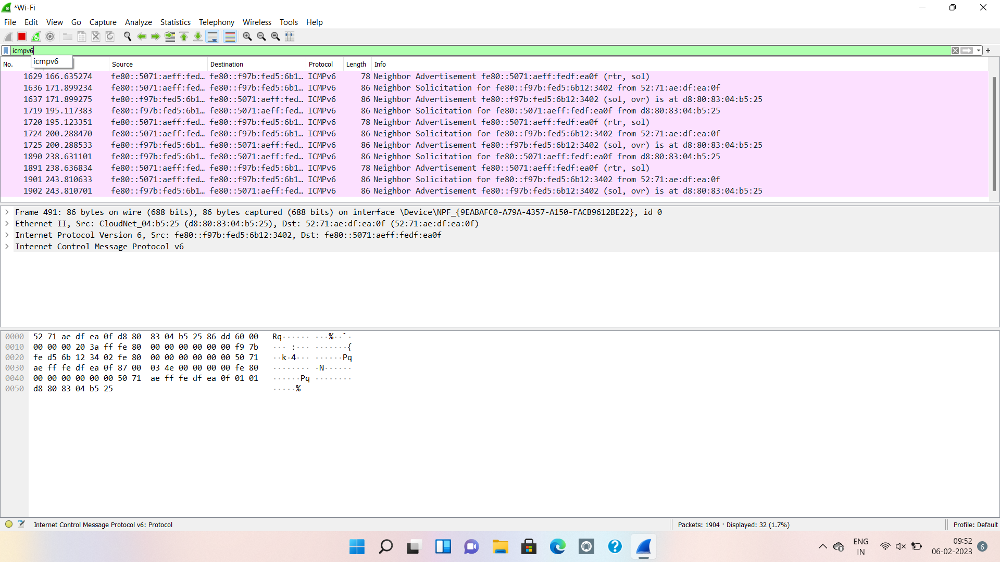 *Wi-Fi
File Edit View Go Capture Analyze Statistics Telephony Wireless Tools Help
icmpv6
icmpv6
No. Source Destination Protocol Length Info
1629 166.635274 fe80::5071:aeff:fed… fe80::f97b:fed5:6b1… ICMPv6 78 Neighbor Advertisement fe80::5071:aeff:fedf:ea0f (rtr, sol)
1636 171.899234 fe80::5071:aeff:fed… fe80::f97b:fed5:6b1… ICMPv6 86 Neighbor Solicitation for fe80::f97b:fed5:6b12:3402 from 52:71:ae:df:ea:0f
1637 171.899275 fe80::f97b:fed5:6b1… fe80::5071:aeff:fed… ICMPv6 86 Neighbor Advertisement fe80::f97b:fed5:6b12:3402 (sol, ovr) is at d8:80:83:04:b5:25
1719 195.117383 fe80::f97b:fed5:6b1… fe80::5071:aeff:fed… ICMPv6 86 Neighbor Solicitation for fe80::5071:aeff:fedf:ea0f from d8:80:83:04:b5:25
1720 195.123351 fe80::5071:aeff:fed… fe80::f97b:fed5:6b1… ICMPv6 78 Neighbor Advertisement fe80::5071:aeff:fedf:ea0f (rtr, sol)
1724 200.288470 fe80::5071:aeff:fed… fe80::f97b:fed5:6b1… ICMPv6 86 Neighbor Solicitation for fe80::f97b:fed5:6b12:3402 from 52:71:ae:df:ea:0f
1725 200.288533 fe80::f97b:fed5:6b1… fe80::5071:aeff:fed… ICMPv6 86 Neighbor Advertisement fe80::f97b:fed5:6b12:3402 (sol, ovr) is at d8:80:83:04:b5:25
1890 238.631101 fe80::f97b:fed5:6b1… fe80::5071:aeff:fed… ICMPv6 86 Neighbor Solicitation for fe80::5071:aeff:fedf:ea0f from d8:80:83:04:b5:25
1891 238.636834 fe80::5071:aeff:fed… fe80::f97b:fed5:6b1… ICMPv6 78 Neighbor Advertisement fe80::5071:aeff:fedf:ea0f (rtr, sol)
1901 243.810633 fe80::5071:aeff:fed… fe80::f97b:fed5:6b1… ICMPv6 86 Neighbor Solicitation for fe80::f97b:fed5:6b12:3402 from 52:71:ae:df:ea:0f
1902 243.810701 fe80::f97b:fed5:6b1… fe80::5071:aeff:fed… ICMPv6 86 Neighbor Advertisement fe80::f97b:fed5:6b12:3402 (sol, ovr) is at d8:80:83:04:b5:25
Frame 491: 86 bytes on wire (688 bits), 86 bytes captured (688 bits) on interface \Device\NPF_{9EABAFC0-A79A-4357-A150-FACB9612BE22}, id 0
Ethernet II, Src: CloudNet_04:b5:25 (d8:80:83:04:b5:25), Dst: 52:71:ae:df:ea:0f (52:71:ae:df:ea:0f)
Internet Protocol Version 6, Src: fe80::f97b:fed5:6b12:3402, Dst: fe80::5071:aeff:fedf:ea0f
Internet Control Message Protocol v6
0000 52 71 ae df ea 0f d8 80 83 04 b5 25 86 dd 60 00 Rq······ ···%··`·
0010 00 00 00 20 3a ff fe 80 00 00 00 00 00 00 f9 7b ··· :··· ·······{
0020 fe d5 6b 12 34 02 fe 80 00 00 00 00 00 00 50 71 ··k·4··· ······Pq
0030 ae ff fe df ea 0f 87 00 03 4e 00 00 00 00 fe 80 ········ ·N······
0040 00 00 00 00 00 00 50 71 ae ff fe df ea 0f 01 01 ······Pq ········
0050 d8 80 83 04 b5 25 ·····%
Internet Control Message Protocol v6: Protocol Packets: 1904 · Displayed: 32 (1.7%) Profile: Default
ENG
IN
09:52
06-02-2023
6